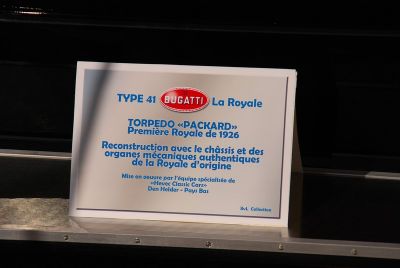 TYPE 41 BUGATTI La Royale
TORPEDO «PACKARD»
Première Royale de 1926
Reconstruction avec le châssis et des
organes mécaniques authentiques
de la Royale d'origine
Mise en oeuvre par l'équipe spécialisée de
«Hevec Classic Cars»
Den Helder - Pays Bas
SvL Collection